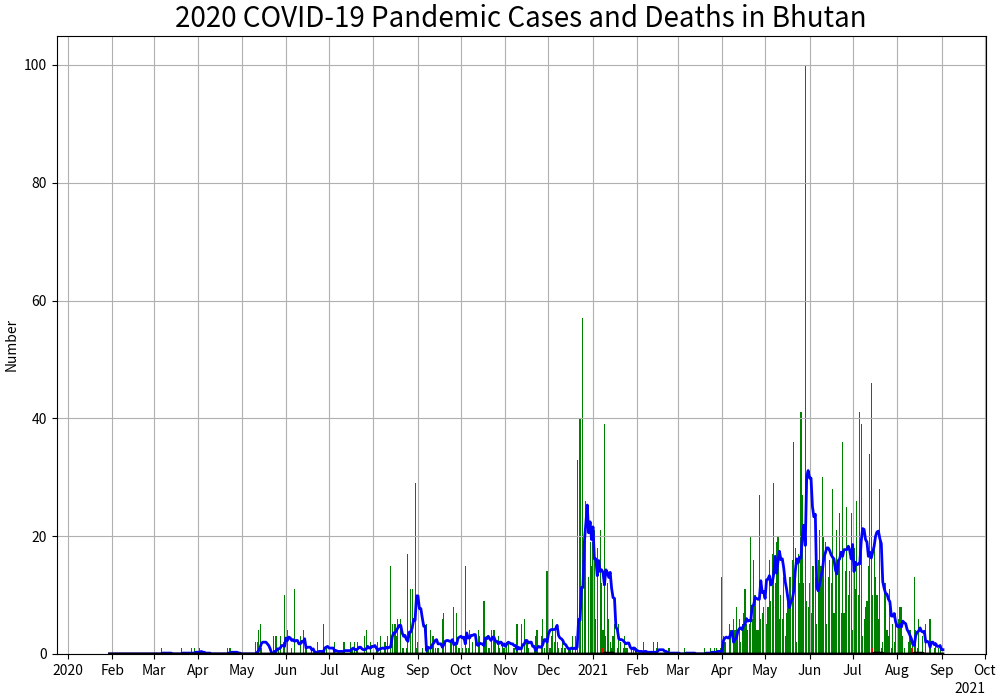 2020 COVID-19 Pandemic Cases and Deaths in Bhutan
100
80
60
40
20
0
Number
2020 Feb Mar Apr May Jun Jul Aug Sep Oct Nov Dec 2021 Feb Mar Apr May Jun Jul Aug Sep Oct
2021